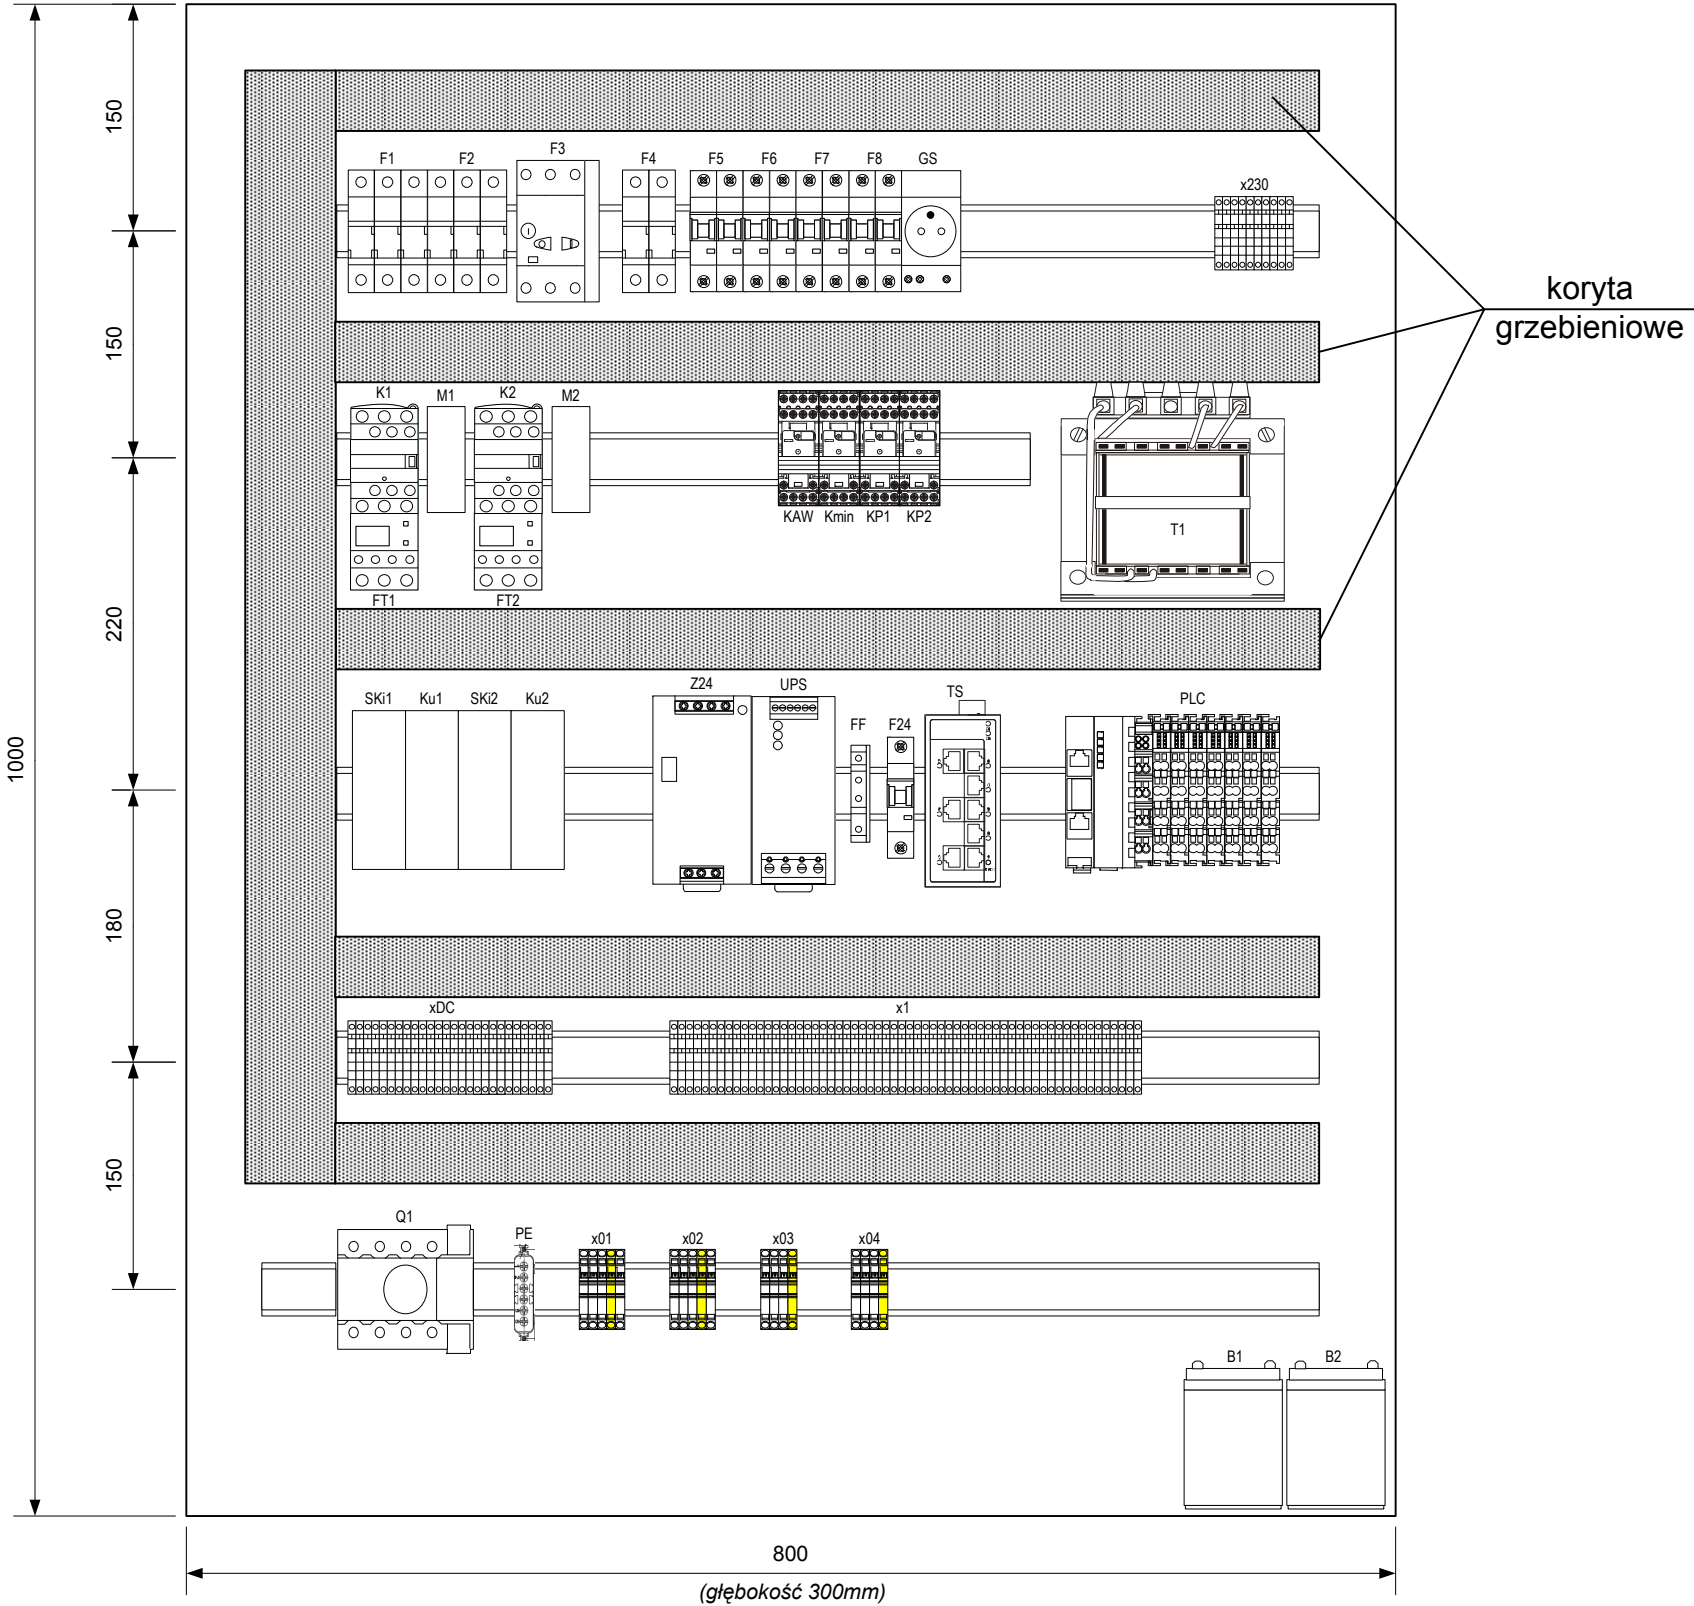 150
F1 F2 F3 F4 F5 F6 F7 F8 GS
x230
koryta
grzebieniowe
150
K1 M1 K2 M2
KAW Kmin KP1 KP2
T1
FT1 FT2
220
SKi1 Ku1 SKi2 Ku2 Z24 UPS FF F24 TS PLC
1000
180
xDC x1
150
Q1 PE x01 x02 x03 x04
B1 B2
800
(głębokość 300mm)